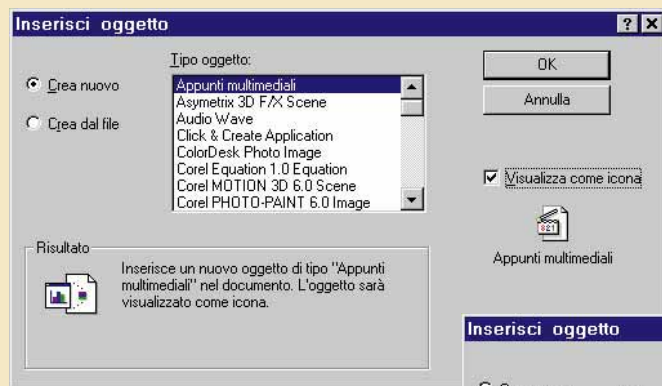 Inserisci oggetto
Tipo oggetto:
Crea nuovo
Crea dal file
Appunti multimediali
Asymetrix 3D F/X Scene
Audio Wave
Click & Create Application
ColorDesk Photo Image
Corel Equation 1.0 Equation
Corel MOTION 3D 6.0 Scene
Corel PHOTO-PAINT 6.0 Image
OK
Annulla
Visualizza come icona
Appunti multimediali
Risultato
Inserisce un nuovo oggetto di tipo "Appunti
multimediali" nel documento. L'oggetto sarà
visualizzato come icona.
Inserisci oggetto